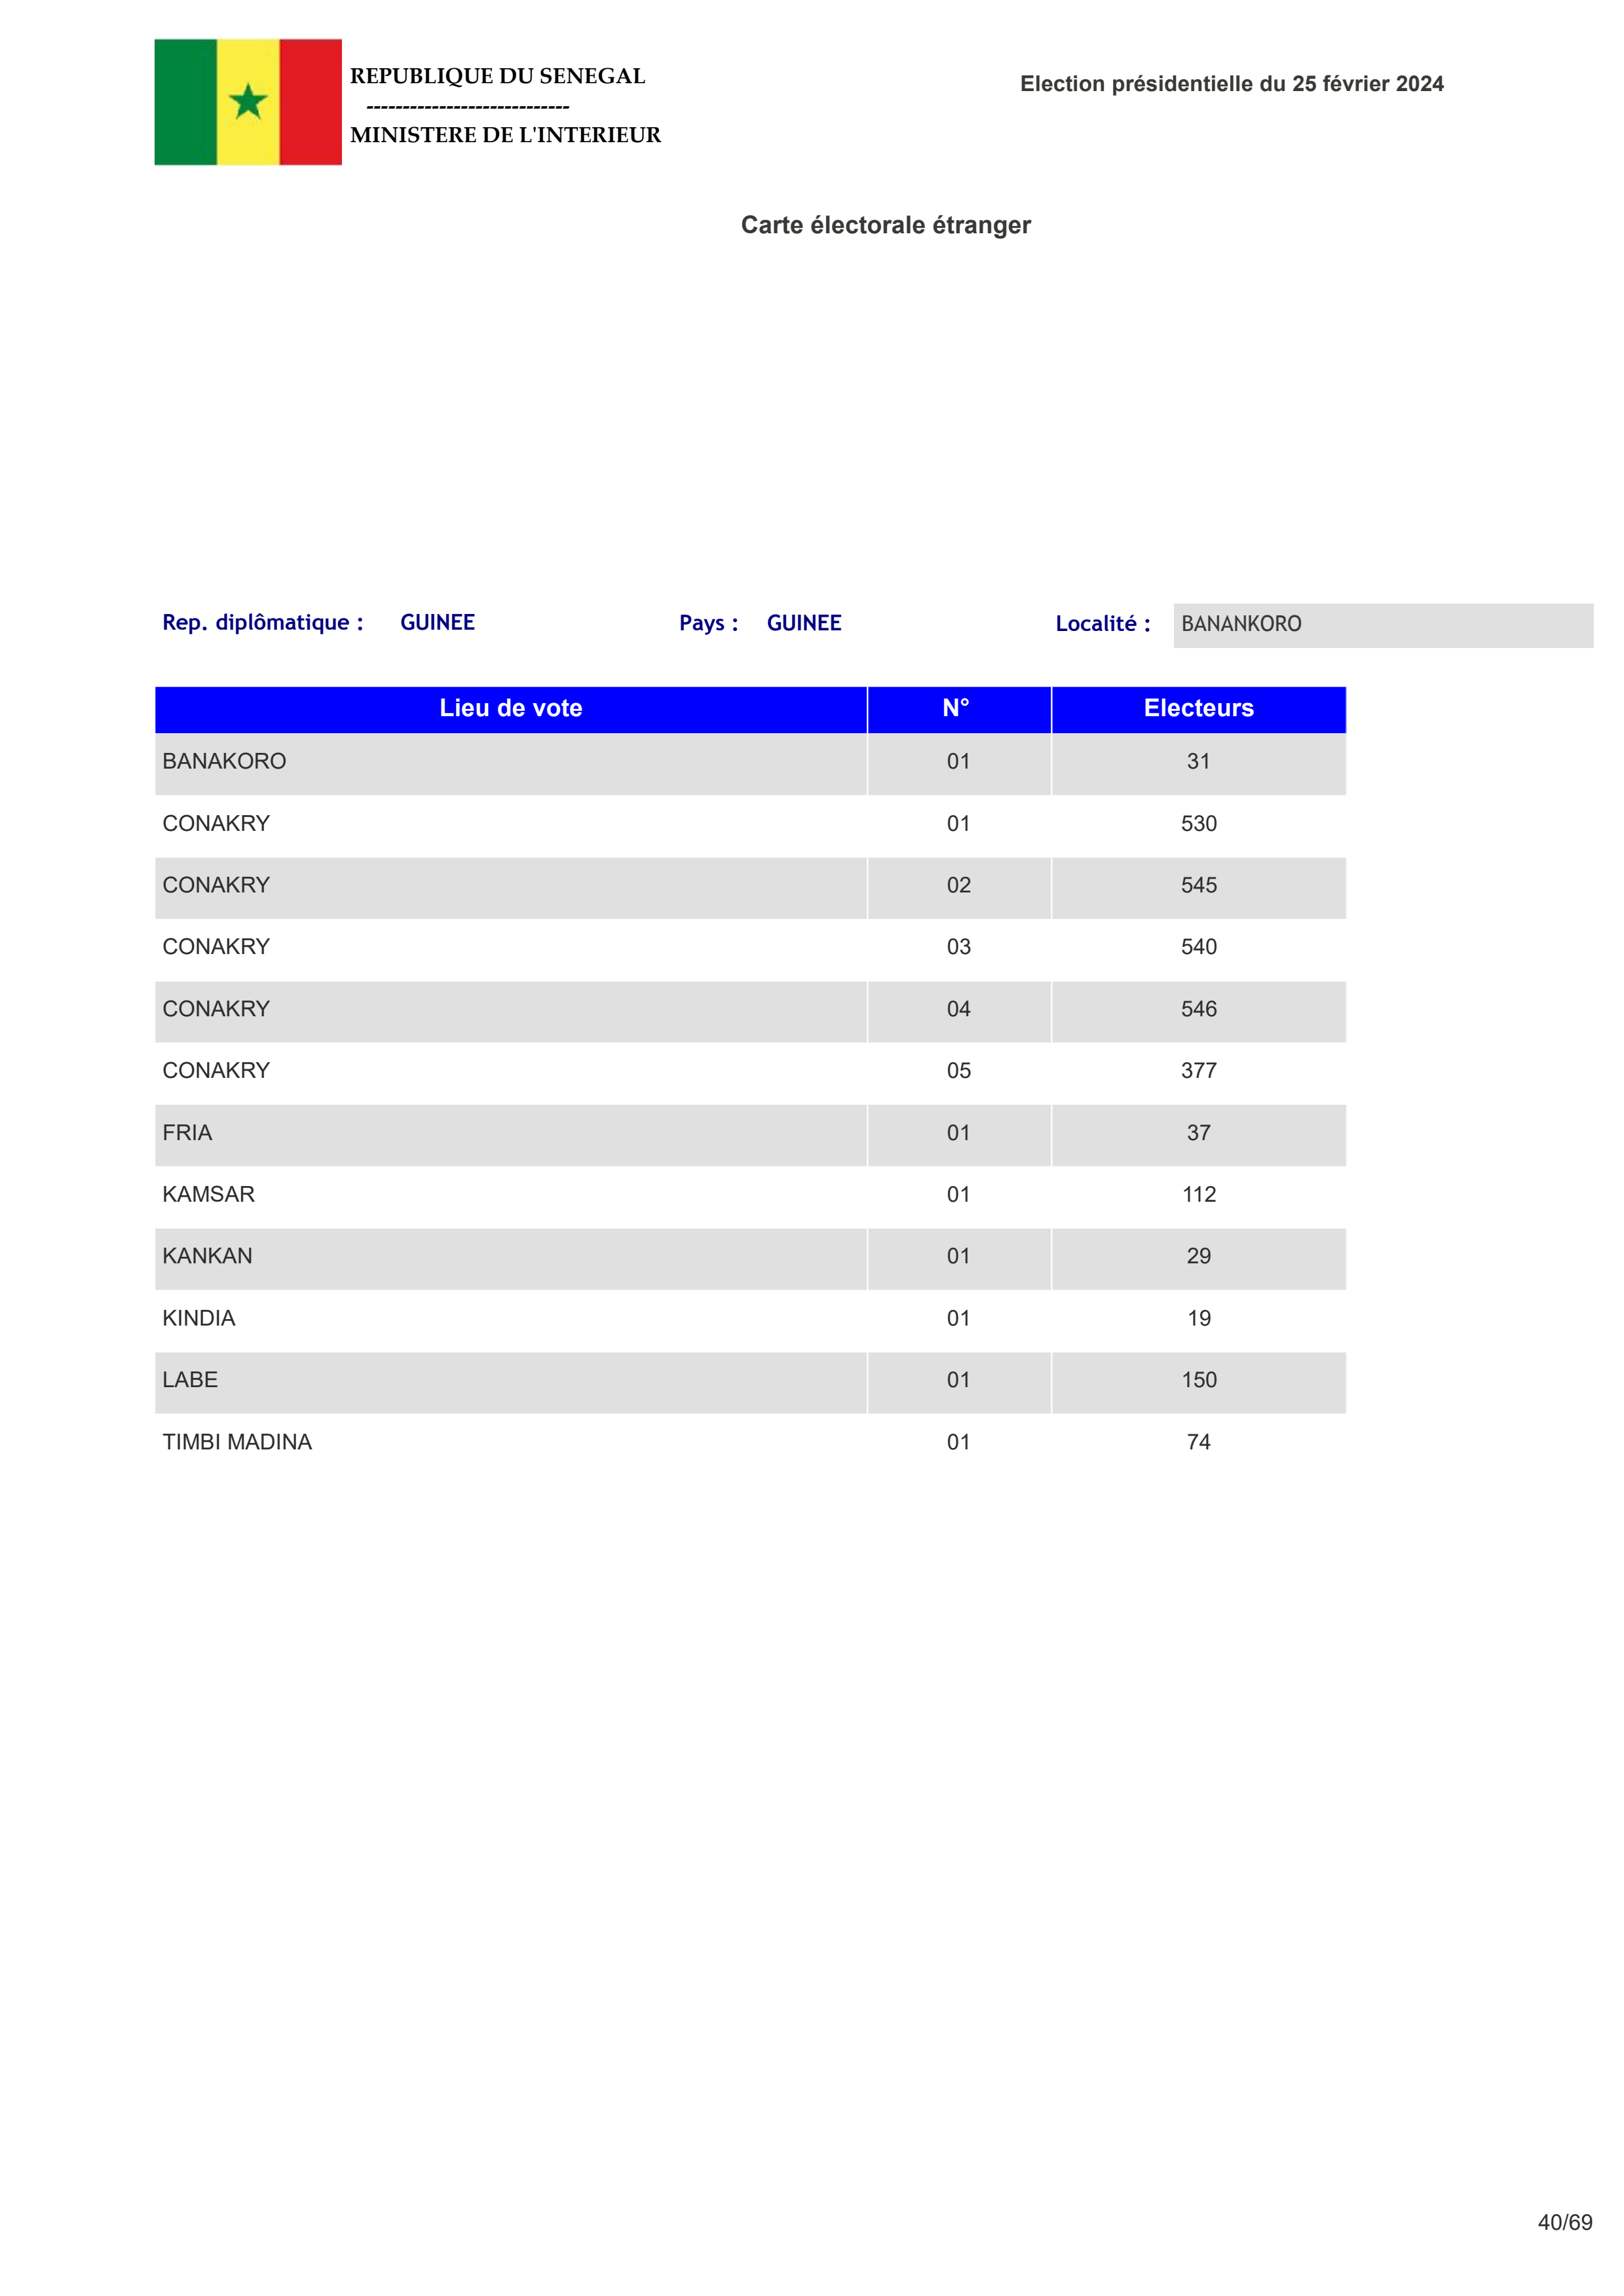 REPUBLIQUE DU SENEGAL
----------------------------
MINISTERE DE L'INTERIEUR
Election présidentielle du 25 février 2024
Carte électorale étranger
Rep. diplômatique : GUINEE Pays : GUINEE Localité : BANANKORO
Lieu de vote N° Electeurs
BANAKORO 01 31
CONAKRY 01 530
CONAKRY 02 545
CONAKRY 03 540
CONAKRY 04 546
CONAKRY 05 377
FRIA 01 37
KAMSAR 01 112
KANKAN 01 29
KINDIA 01 19
LABE 01 150
TIMBI MADINA 01 74
40/69